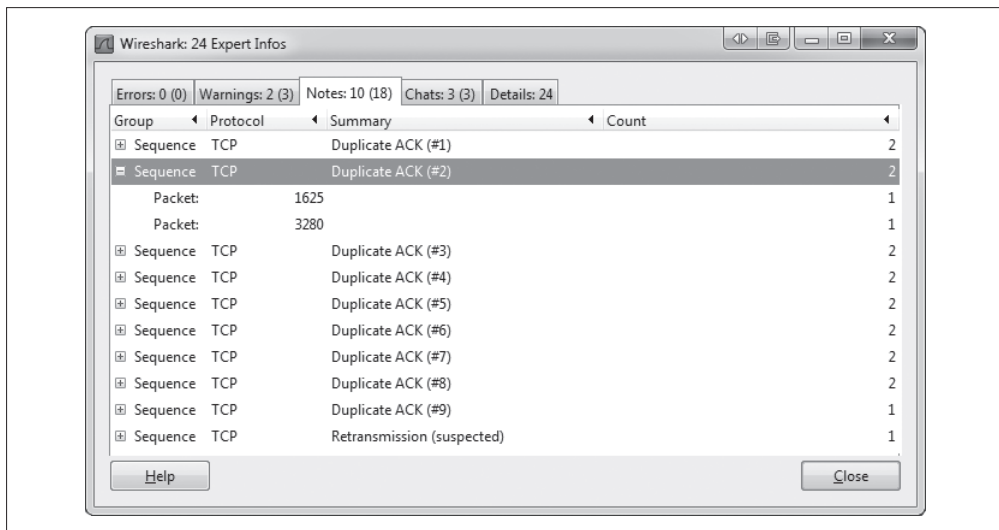 Wireshark: 24 Expert Infos
Errors: 0 (0) Warnings: 2 (3) Notes: 10 (18) Chats: 3 (3) Details: 24
Group Protocol Summary Count
Sequence TCP Duplicate ACK (#1) 2
Sequence TCP Duplicate ACK (#2) 2
Packet: 1625 1
Packet: 3280 1
Sequence TCP Duplicate ACK (#3) 2
Sequence TCP Duplicate ACK (#4) 2
Sequence TCP Duplicate ACK (#5) 2
Sequence TCP Duplicate ACK (#6) 2
Sequence TCP Duplicate ACK (#7) 2
Sequence TCP Duplicate ACK (#8) 2
Sequence TCP Duplicate ACK (#9) 1
Sequence TCP Retransmission (suspected) 1
Help Close